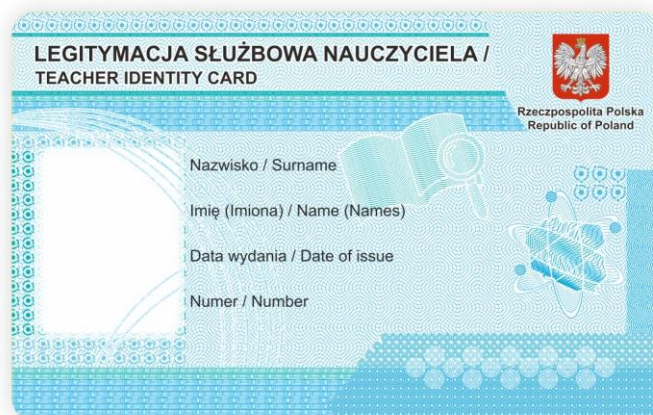 LEGITYMACJA SŁUŻBOWA NAUCZYCIELA /
TEACHER IDENTITY CARD
Rzeczpospolita Polska
Republic of Poland
Nazwisko / Surname
Imię (Imiona) / Name (Names)
Data wydania / Date of issue
Numer / Number